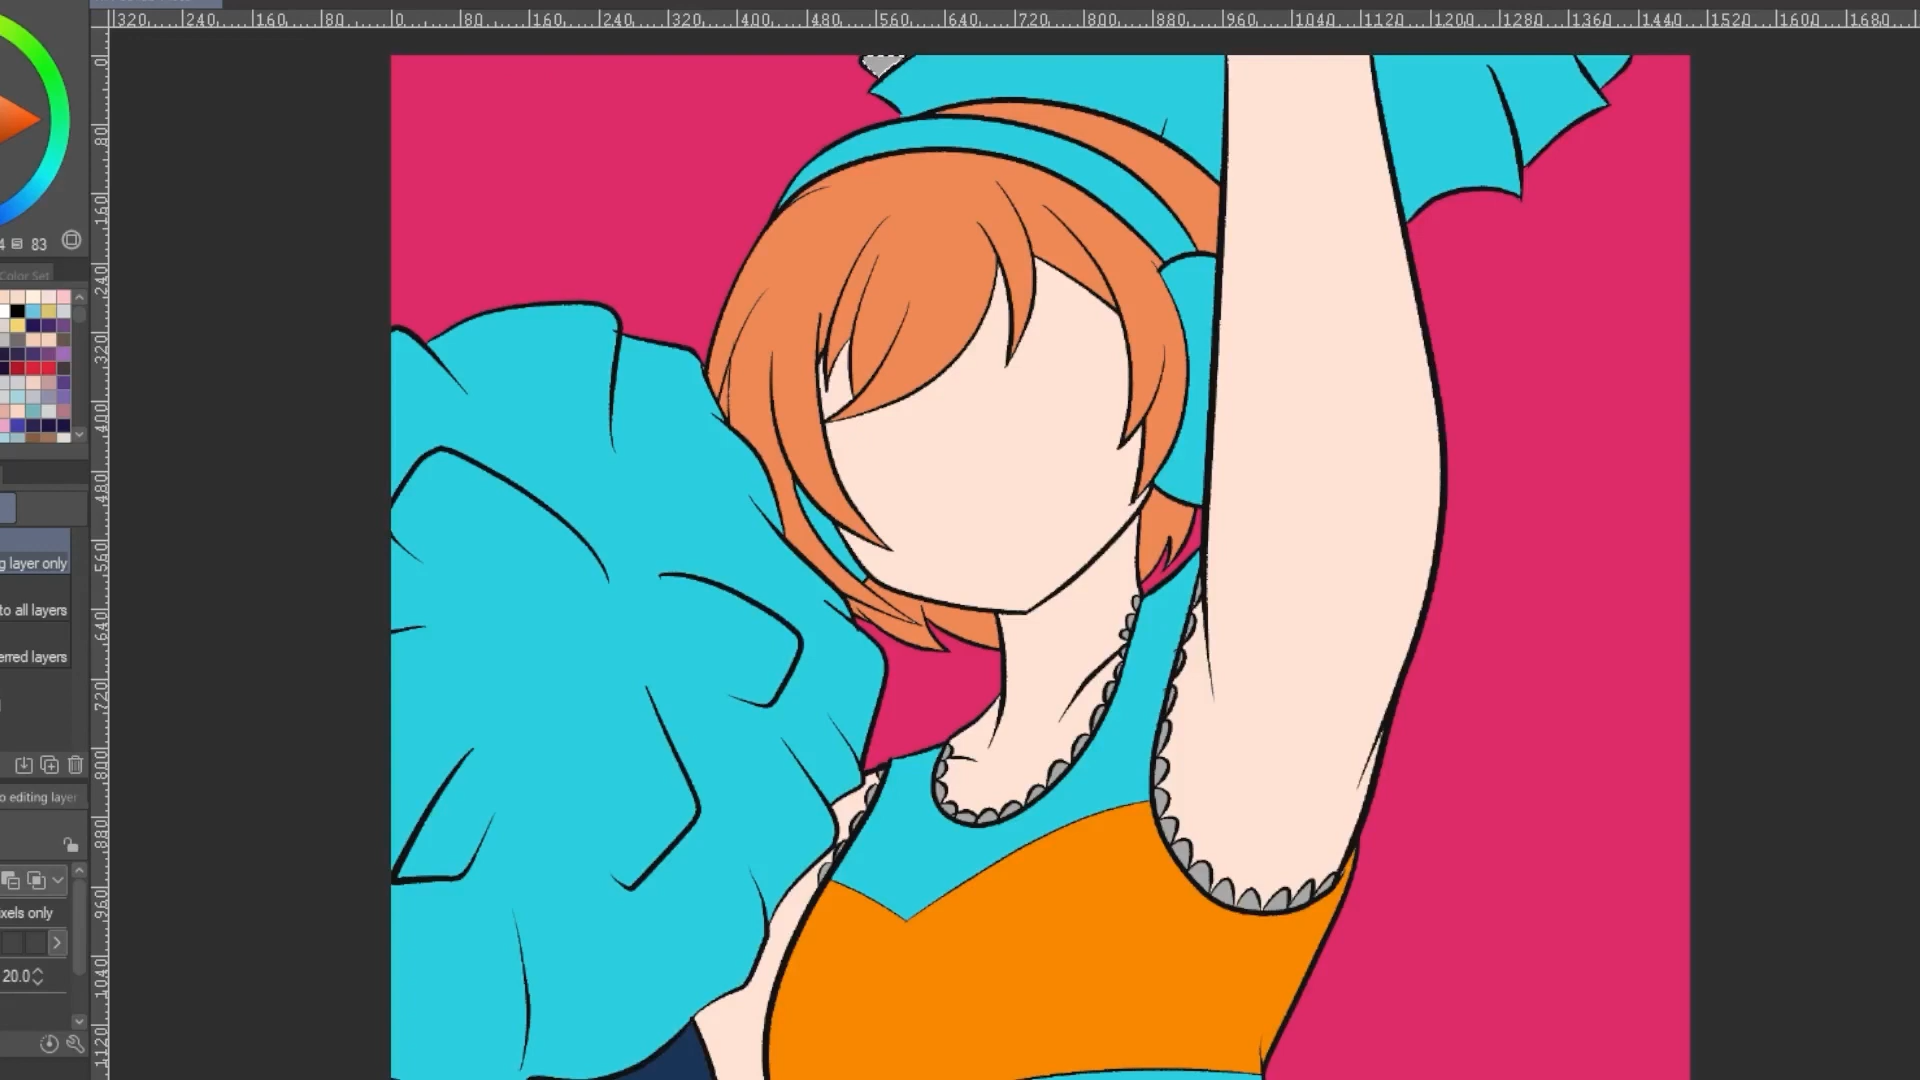 320 240 160 80 0 80 160 240 320 400 480 560 640 720 800 880 960 1040 1120 1200 1280 1360 1440 1520 1600 1680
0
80
160
240
320
400
480
560
640
720
800
880
960
1040
1120
4 83
Color Set
g layer only
to all layers
erred layers
o editing layer
xels only
20.0